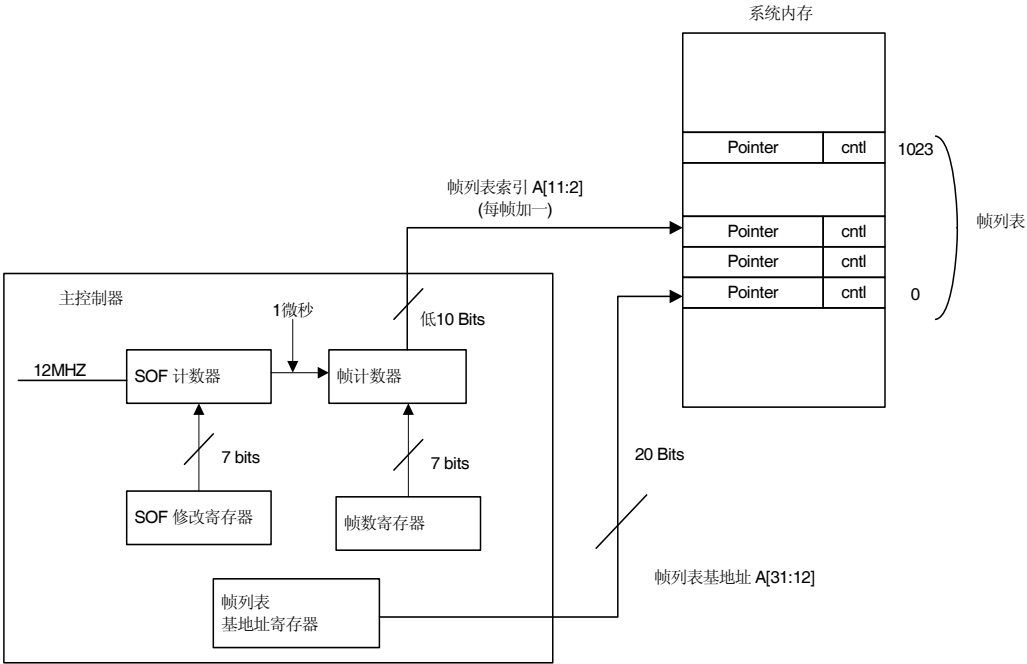 系统内存
Pointer cntl 1023
帧列表索引 A[11:2]
(每帧加一)
Pointer cntl
帧列表
Pointer cntl
Pointer cntl 0
主控制器
1微秒
低10 Bits
12MHZ
SOF 计数器
帧计数器
7 bits
7 bits
20 Bits
SOF 修改寄存器
帧数寄存器
帧列表基地址 A[31:12]
帧列表
基地址寄存器